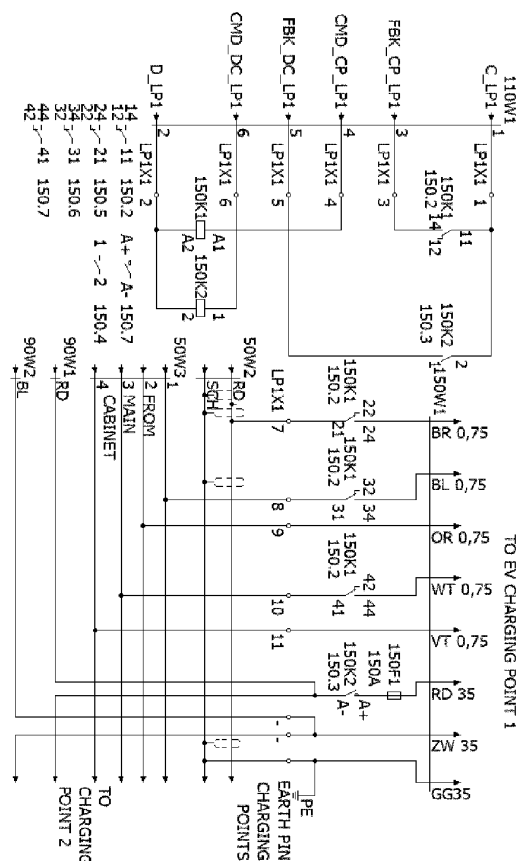 110W1
C_LP1
FBK_CP_LP1
CMD_CP_LP1
FBK_DC_LP1
CMD_DC_LP1
D_LP1
1
3
4
5
6
2
LP1X1
LP1X1
LP1X1
LP1X1
LP1X1
LP1X1
1
3
4
5
6
2
150K1
150.2
11
14
12
150K2
150.3
1
2
150K1
A1
A2
150K2
1
2
14
12
11
150.2
A+
A-
150.7
24
22
21
150.5
1
2
150.4
34
32
31
150.6
44
42
41
150.7
90W2
BL
90W1
RD
50W3
4
3
2
1
CABINET
MAIN
FROM
50W2
SCH
RD
LP1X1
7
150K1
150.2
22
21
24
150W1
BR 0,75
8
150K1
150.2
32
31
34
BL 0,75
9
OR 0,75
10
150K1
150.2
42
41
44
WT 0,75
11
VT 0,75
150K2
150.3
A+
A-
150F1
150A
RD 35
ZW 35
PE
GG35
TO EV CHARGING POINT 1
TO
CHARGING
POINT 2
EARTH PIN
CHARGING
POINTS